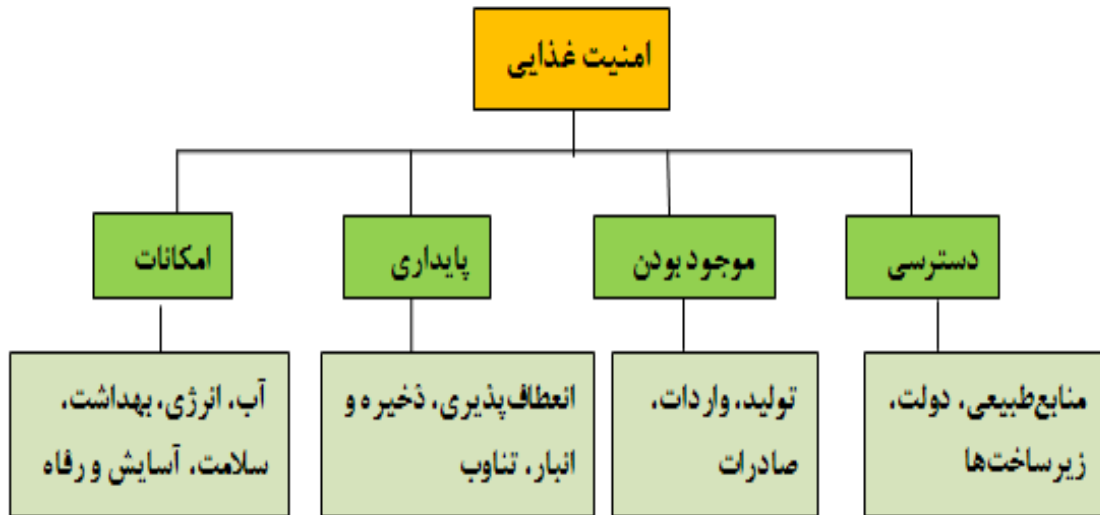 امنیت غذایی
دسترسی
موجود بودن
پایداری
امکانات
منابع‌طبیعی، دولت،
زیرساخت‌ها
تولید، واردات،
صادرات
انعطاف‌پذیری، ذخیره و
انبار، تناوب
آب، انرژی، بهداشت،
سلامت، آسایش و رفاه